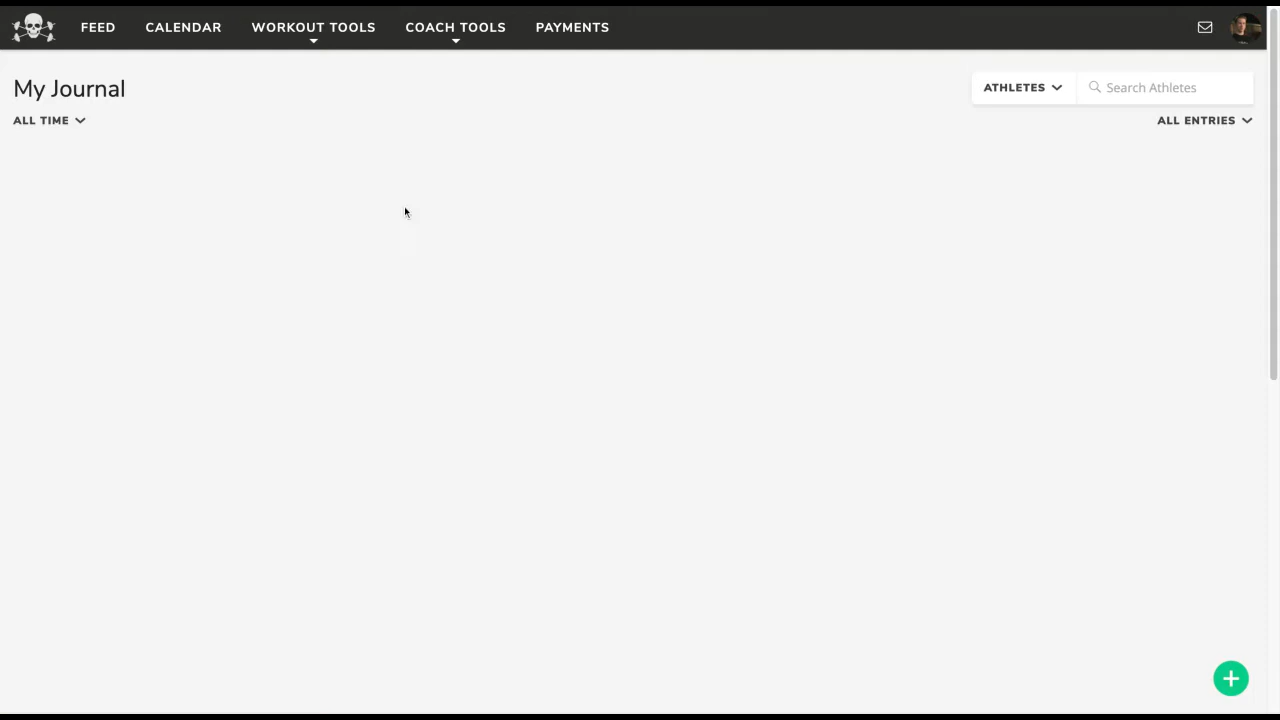 FEED CALENDAR WORKOUT TOOLS COACH TOOLS PAYMENTS
My Journal
ATHLETES Search Athletes
ALL TIME
ALL ENTRIES